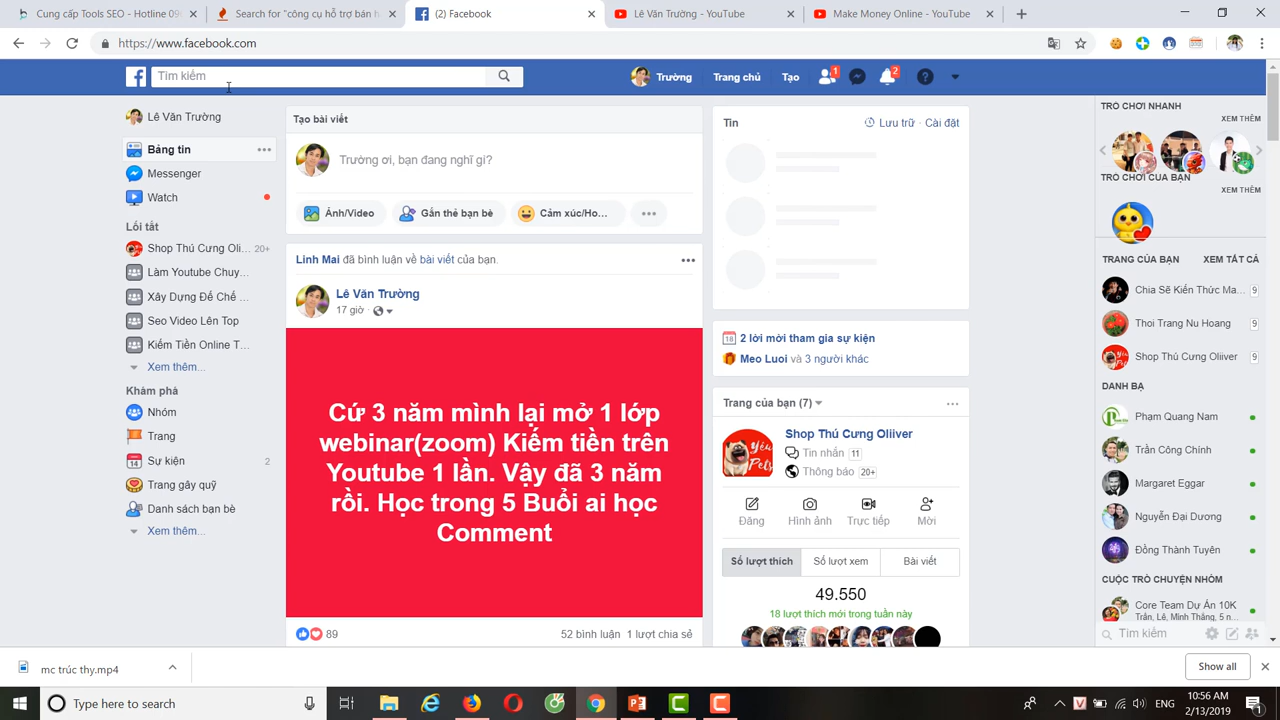 Cung cấp Tools SEO - Hotline 09
Search for "công cụ hỗ trợ bán h
(2) Facebook
Lê Văn Trường - YouTube
Make Money Online - YouTube
https://www.facebook.com
Tìm kiếm
Trường
Trang chủ
Tạo
1
2
Lê Văn Trường
Bảng tin
Messenger
Watch
Lối tắt
Shop Thú Cưng Oli... 20+
Làm Youtube Chuy...
Xây Dựng Đế Chế ...
Seo Video Lên Top
Kiếm Tiền Online T...
Xem thêm...
Khám phá
Nhóm
Trang
Sự kiện 2
Trang gây quỹ
Danh sách bạn bè
Xem thêm...
Tạo bài viết
Trường ơi, bạn đang nghĩ gì?
Ảnh/Video
Gắn thẻ bạn bè
Cảm xúc/Ho...
Linh Mai đã bình luận về bài viết của bạn.
Lê Văn Trường
17 giờ
Cứ 3 năm mình lại mở 1 lớp
webinar(zoom) Kiếm tiền trên
Youtube 1 lần. Vậy đã 3 năm
rồi. Học trong 5 Buổi ai học
Comment
89
52 bình luận 1 lượt chia sẻ
Tin
Lưu trữ · Cài đặt
2 lời mời tham gia sự kiện
Meo Luoi và 3 người khác
Trang của bạn (7)
Shop Thú Cưng Oliiver
Tin nhắn 11
Thông báo 20+
Đăng
Hình ảnh
Trực tiếp
Mời
Số lượt thích
Số lượt xem
Bài viết
49.550
18 lượt thích mới trong tuần này
TRÒ CHƠI NHANH
XEM THÊM
TRÒ CHƠI CỦA BẠN
XEM THÊM
TRANG CỦA BẠN
XEM TẤT CẢ
Chia Sẽ Kiến Thức Ma... 9
Thoi Trang Nu Hoang 9
Shop Thú Cưng Oliiver 9
DANH BẠ
Phạm Quang Nam
Trần Công Chính
Margaret Eggar
Nguyễn Đại Dương
Đồng Thành Tuyên
CUỘC TRÒ CHUYỆN NHÓM
Core Team Dự Án 10K
Trân, Lê, Minh Thăng, 5 n...
Tìm kiếm
mc trúc thy.mp4
Show all
Type here to search
10:56 AM
2/13/2019